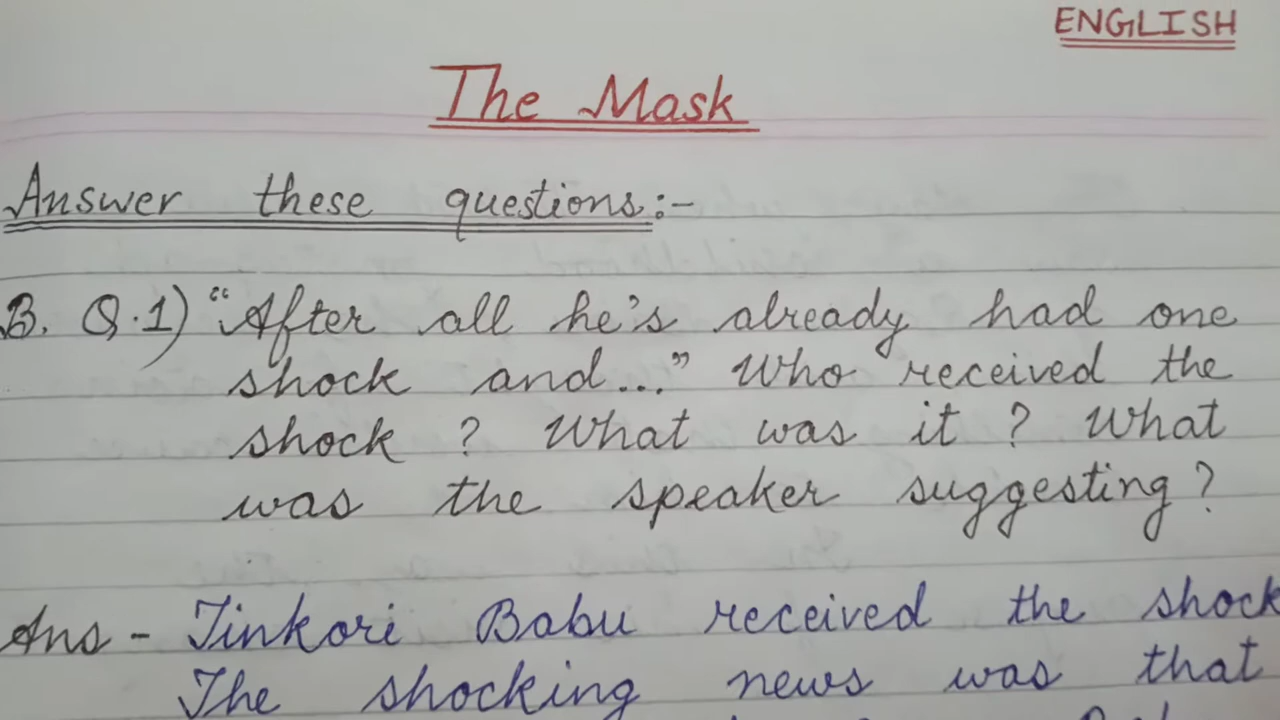 ENGLISH
The Mask
Answer these questions:-
B. Q.1) "After all he's already had one
shock and..." Who received the
shock ? What was it ? What
was the speaker suggesting ?
Ans - Tinkori Babu received the shock
The shocking news was that